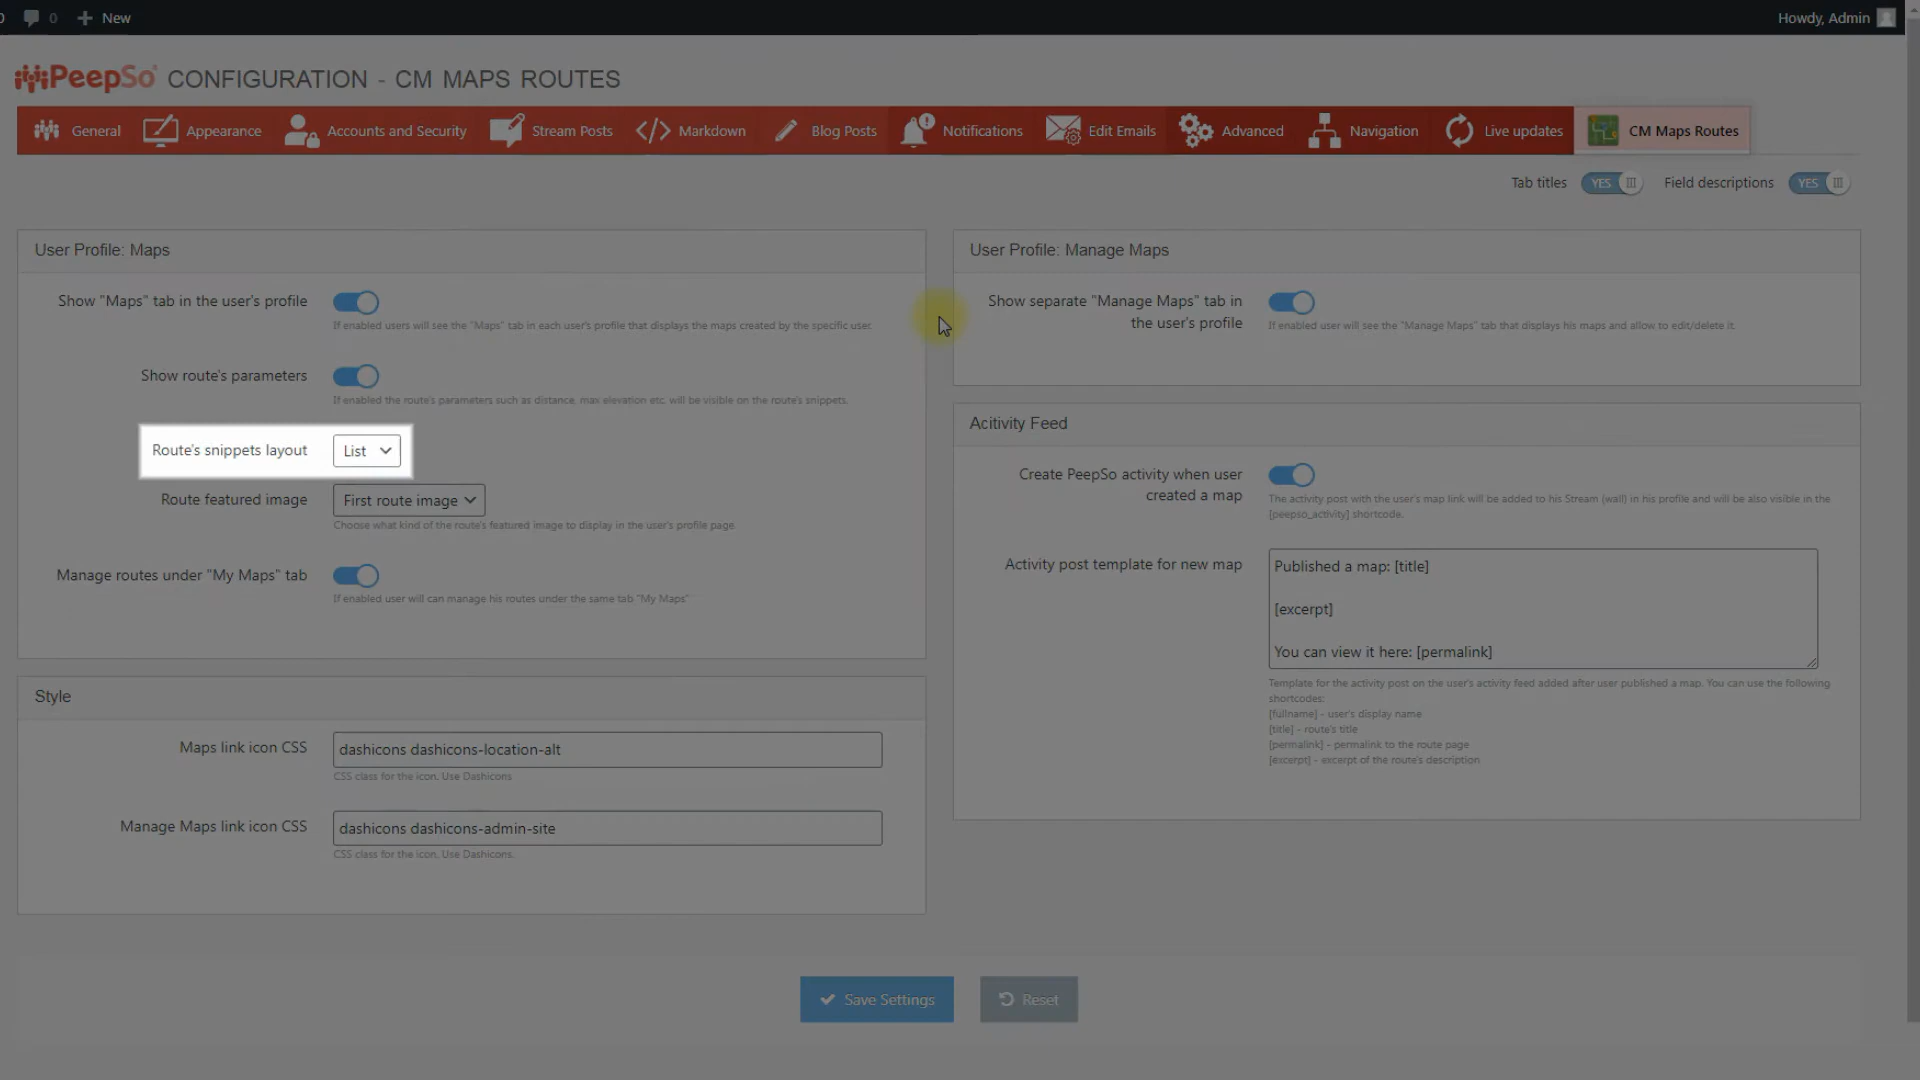 0 0 New
Howdy, Admin
PeepSo CONFIGURATION - CM MAPS ROUTES
General
Appearance
Accounts and Security
Stream Posts
Markdown
Blog Posts
Notifications
Edit Emails
Advanced
Navigation
Live updates
CM Maps Routes
Tab titles YES
Field descriptions YES
User Profile: Maps
Show "Maps" tab in the user's profile
If enabled users will see the "Maps" tab in each user's profile that displays the maps created by the specific user.
Show route's parameters
If enabled the route's parameters such as distance, max elevation etc. will be visible on the route's snippets.
Route's snippets layout List
Route featured image First route image
Choose what kind of the route's featured image to display in the user's profile page.
Manage routes under "My Maps" tab
If enabled user will can manage his routes under the same tab "My Maps"
Style
Maps link icon CSS dashicons dashicons-location-alt
CSS class for the icon. Use Dashicons
Manage Maps link icon CSS dashicons dashicons-admin-site
CSS class for the icon. Use Dashicons.
User Profile: Manage Maps
Show separate "Manage Maps" tab in
the user's profile
If enabled user will see the "Manage Maps" tab that displays his maps and allow to edit/delete it.
Acitivity Feed
Create PeepSo activity when user
created a map
The activity post with the user's map link will be added to his Stream (wall) in his profile and will be also visible in the
[peepso_activity] shortcode.
Activity post template for new map
Published a map: [title]
[excerpt]
You can view it here: [permalink]
Template for the activity post on the user's activity feed added after user published a map. You can use the following
shortcodes:
[fullname] - user's display name
[title] - route's title
[permalink] - permalink to the route page
[excerpt] - excerpt of the route's description
Save Settings
Reset